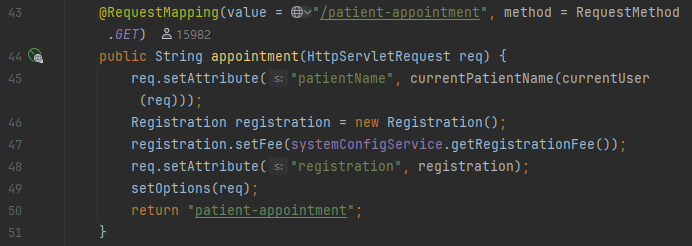 43 @RequestMapping(value = "/patient-appointment", method = RequestMethod
.GET) 15982
44 public String appointment(HttpServletRequest req) {
45 req.setAttribute( s: "patientName", currentPatientName(currentUser
(req)));
46 Registration registration = new Registration();
47 registration.setFee(systemConfigService.getRegistrationFee());
48 req.setAttribute( s: "registration", registration);
49 setOptions(req);
50 return "patient-appointment";
51 }